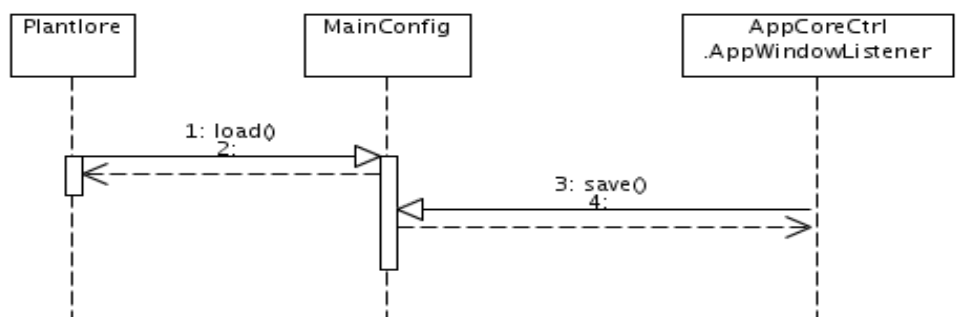 Plantlore
MainConfig
AppCoreCtrl
.AppWindowListener
1: load()
2:
3: save()
4: